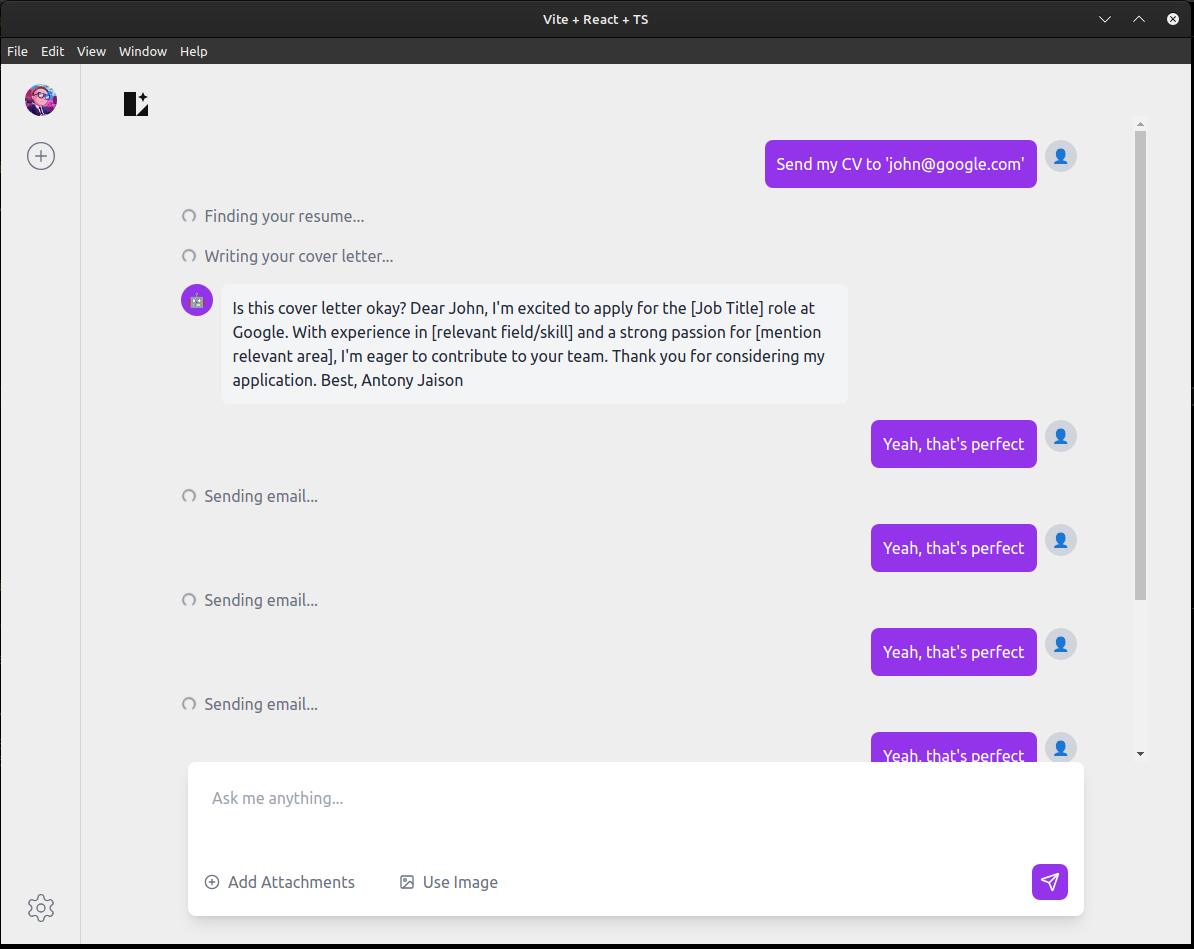 Vite + React + TS
File Edit View Window Help
Send my CV to 'john@google.com'
Finding your resume...
Writing your cover letter...
Is this cover letter okay? Dear John, I'm excited to apply for the [Job Title] role at
Google. With experience in [relevant field/skill] and a strong passion for [mention
relevant area], I'm eager to contribute to your team. Thank you for considering my
application. Best, Antony Jaison
Yeah, that's perfect
Sending email...
Yeah, that's perfect
Sending email...
Yeah, that's perfect
Sending email...
Yeah, that's perfect
Ask me anything...
Add Attachments Use Image